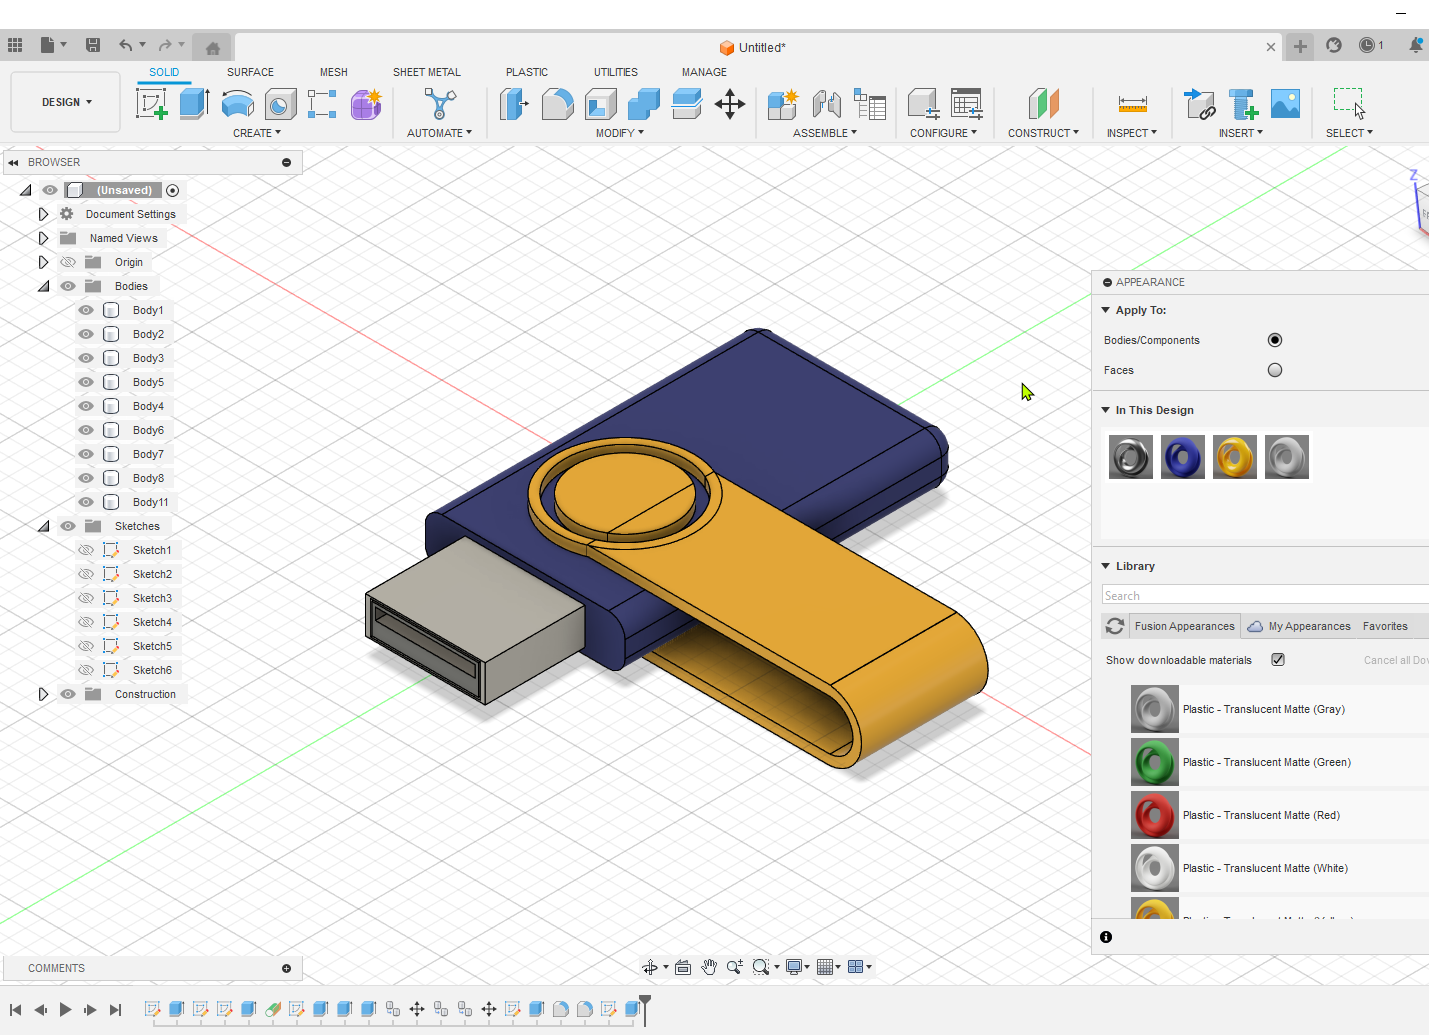 Untitled*
1
SOLID
SURFACE
MESH
SHEET METAL
PLASTIC
UTILITIES
MANAGE
DESIGN
CREATE
AUTOMATE
MODIFY
ASSEMBLE
CONFIGURE
CONSTRUCT
INSPECT
INSERT
SELECT
BROWSER
(Unsaved)
Document Settings
Named Views
Origin
Bodies
Body1
Body2
Body3
Body5
Body4
Body6
Body7
Body8
Body11
Sketches
Sketch1
Sketch2
Sketch3
Sketch4
Sketch5
Sketch6
Construction
Z
APPEARANCE
Apply To:
Bodies/Components
Faces
In This Design
Library
Search
Fusion Appearances
My Appearances
Favorites
Show downloadable materials
Cancel all Do
Plastic - Translucent Matte (Gray)
Plastic - Translucent Matte (Green)
Plastic - Translucent Matte (Red)
Plastic - Translucent Matte (White)
COMMENTS